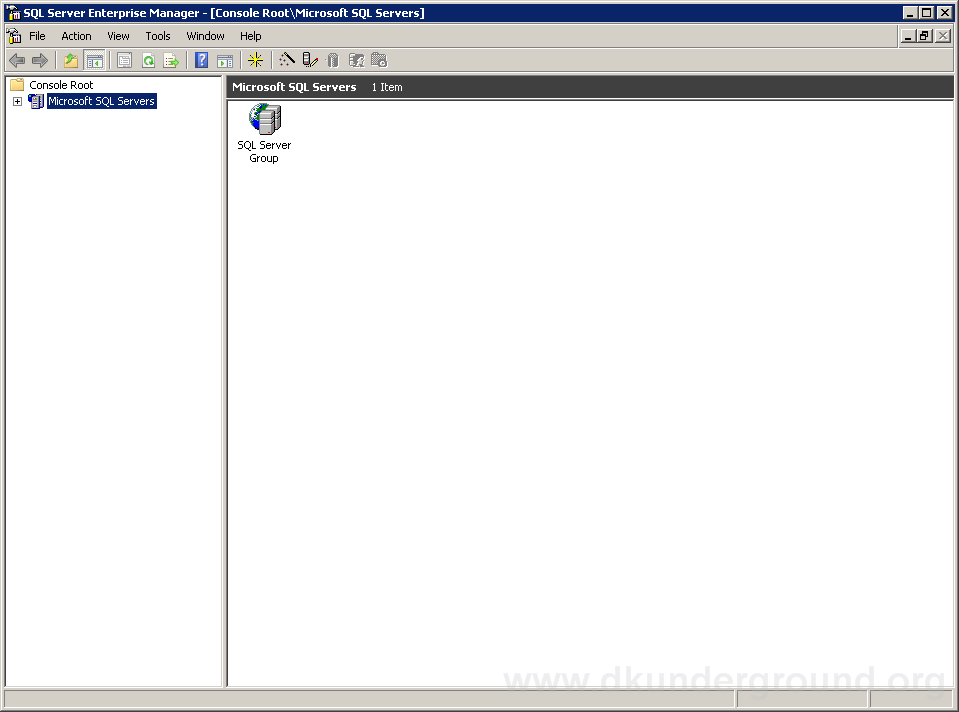 SQL Server Enterprise Manager - [Console Root\Microsoft SQL Servers]
File Action View Tools Window Help
Console Root
Microsoft SQL Servers
Microsoft SQL Servers 1 Item
SQL Server
Group
www.dkunderground.org